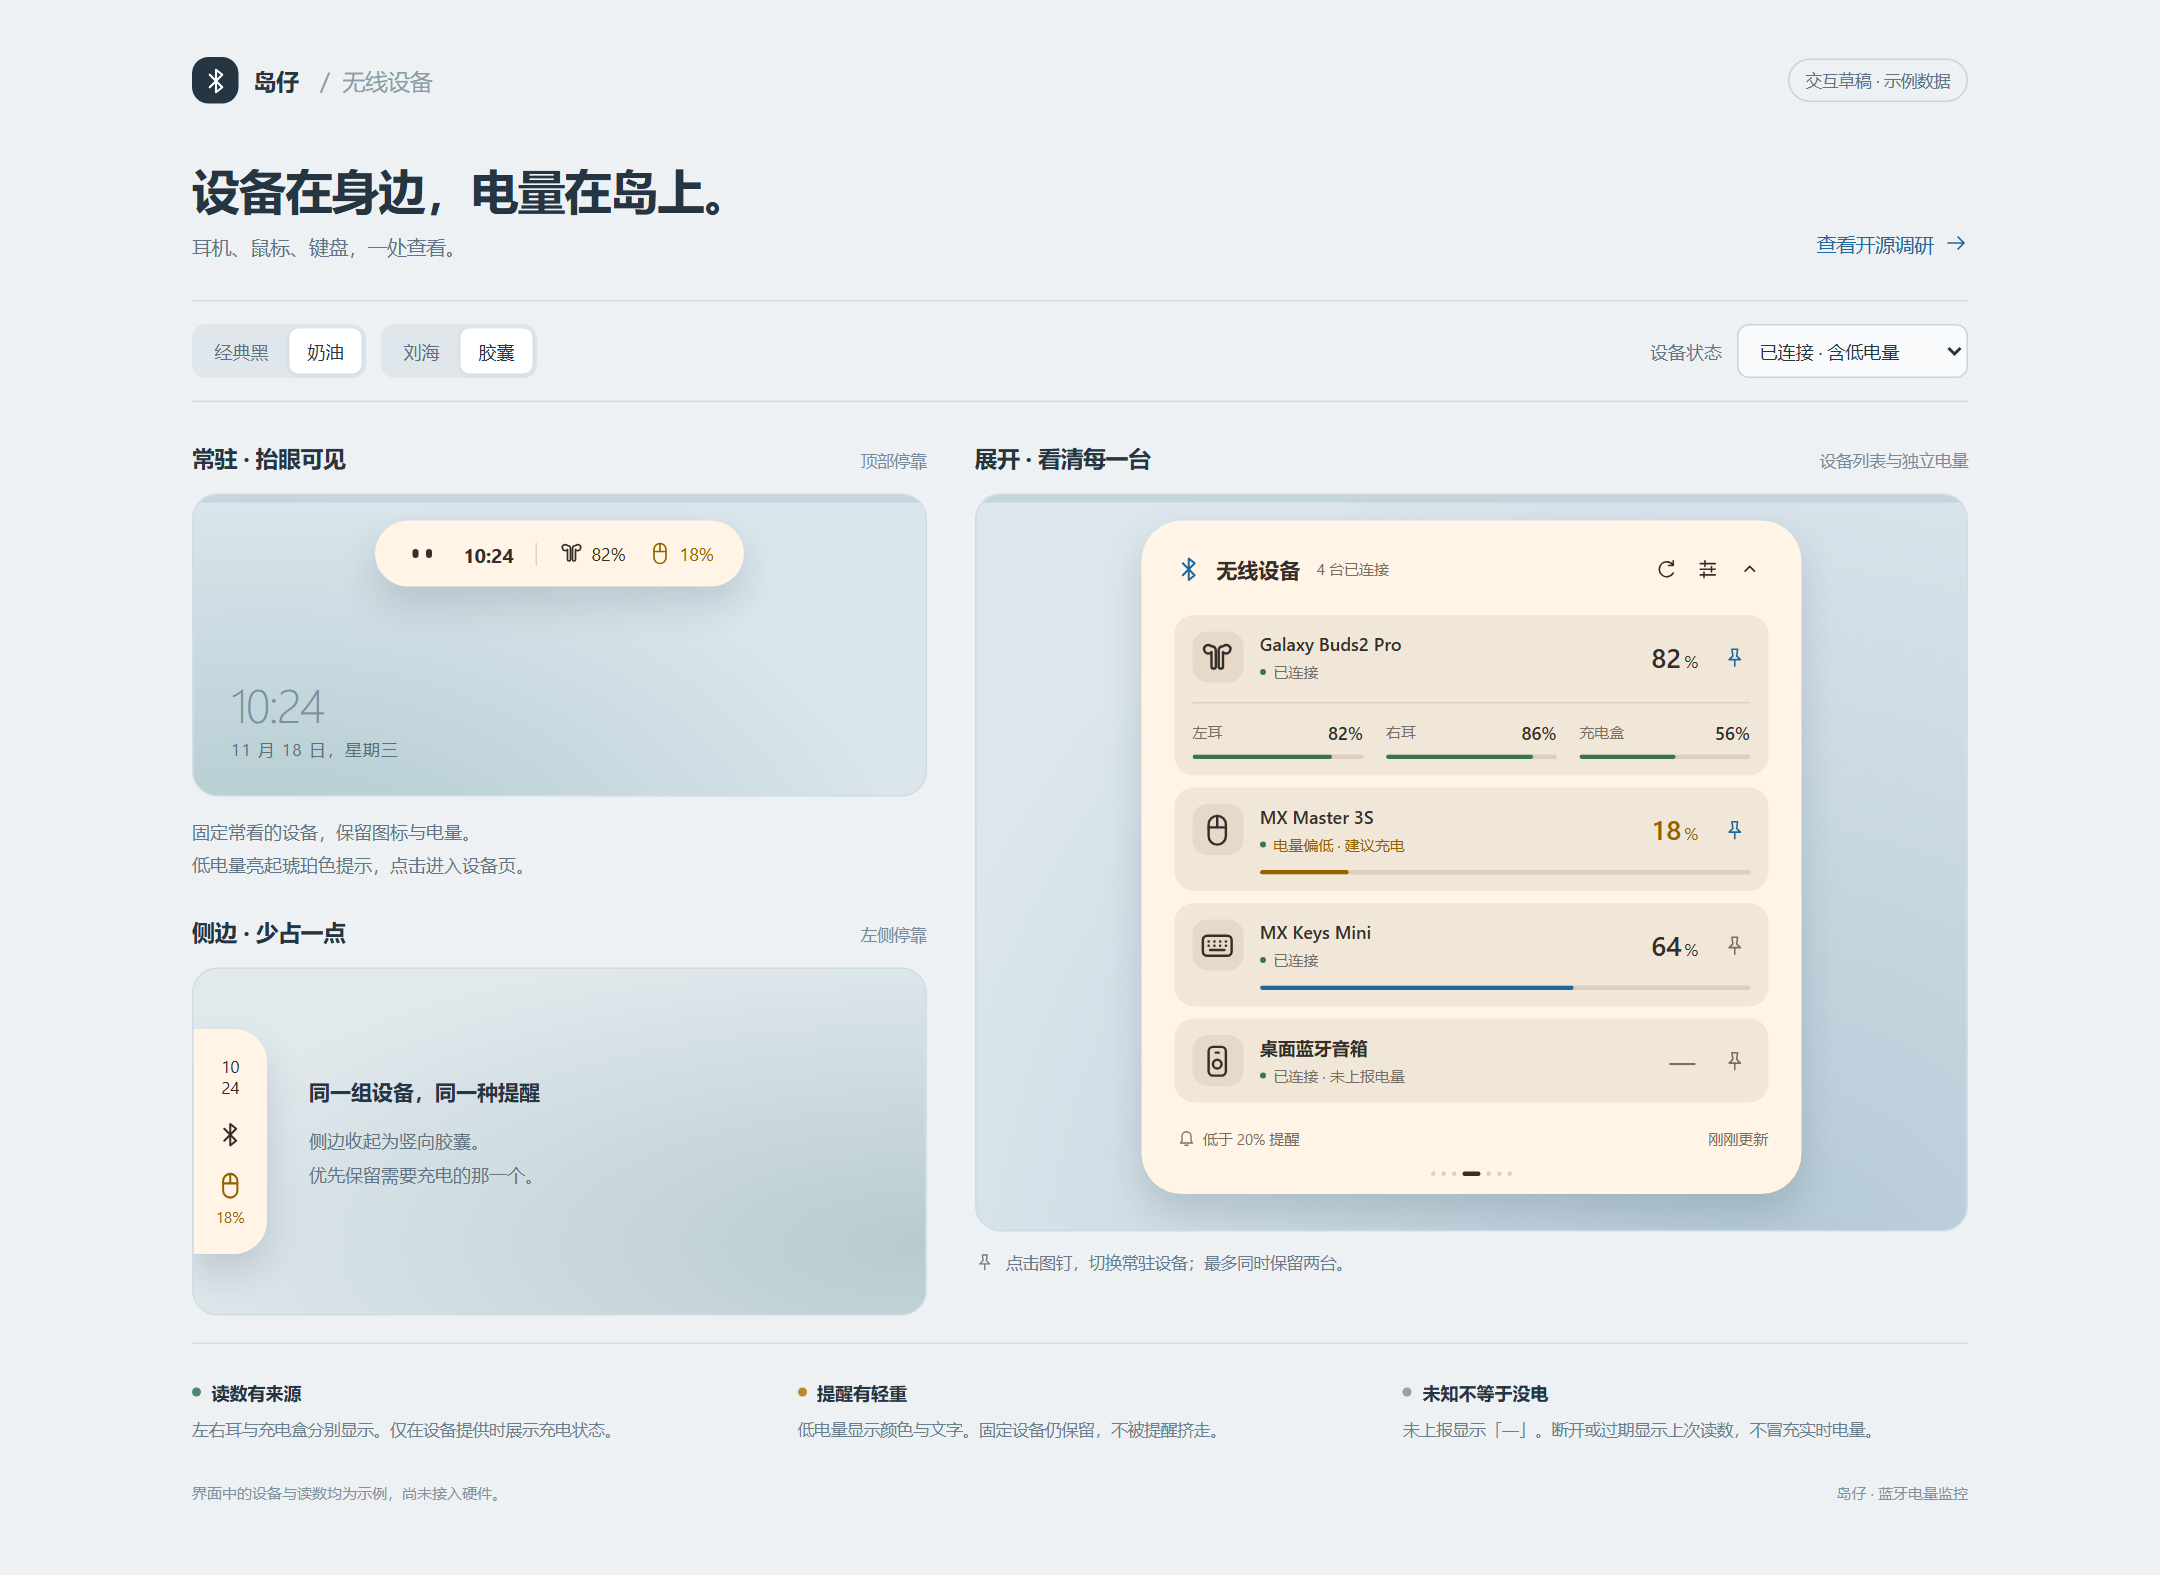 岛仔 / 无线设备
交互草稿 · 示例数据
设备在身边，电量在岛上。
耳机、鼠标、键盘，一处查看。
查看开源调研 →
经典黑 奶油 刘海 胶囊
设备状态 已连接 · 含低电量
常驻 · 抬眼可见
顶部停靠
10:24 82% 18%
10:24
11 月 18 日，星期三
固定常看的设备，保留图标与电量。
低电量亮起琥珀色提示，点击进入设备页。
侧边 · 少占一点
左侧停靠
10
24
18%
同一组设备，同一种提醒
侧边收起为竖向胶囊。
优先保留需要充电的那一个。
展开 · 看清每一台
设备列表与独立电量
无线设备 4 台已连接
Galaxy Buds2 Pro
已连接
82%
左耳 82% 右耳 86% 充电盒 56%
MX Master 3S
电量偏低 · 建议充电
18%
MX Keys Mini
已连接
64%
桌面蓝牙音箱
已连接 · 未上报电量
—
低于 20% 提醒
刚刚更新
点击图钉，切换常驻设备；最多同时保留两台。
读数有来源
左右耳与充电盒分别显示。仅在设备提供时展示充电状态。
提醒有轻重
低电量显示颜色与文字。固定设备仍保留，不被提醒挤走。
未知不等于没电
未上报显示「—」。断开或过期显示上次读数，不冒充实时电量。
界面中的设备与读数均为示例，尚未接入硬件。
岛仔 · 蓝牙电量监控